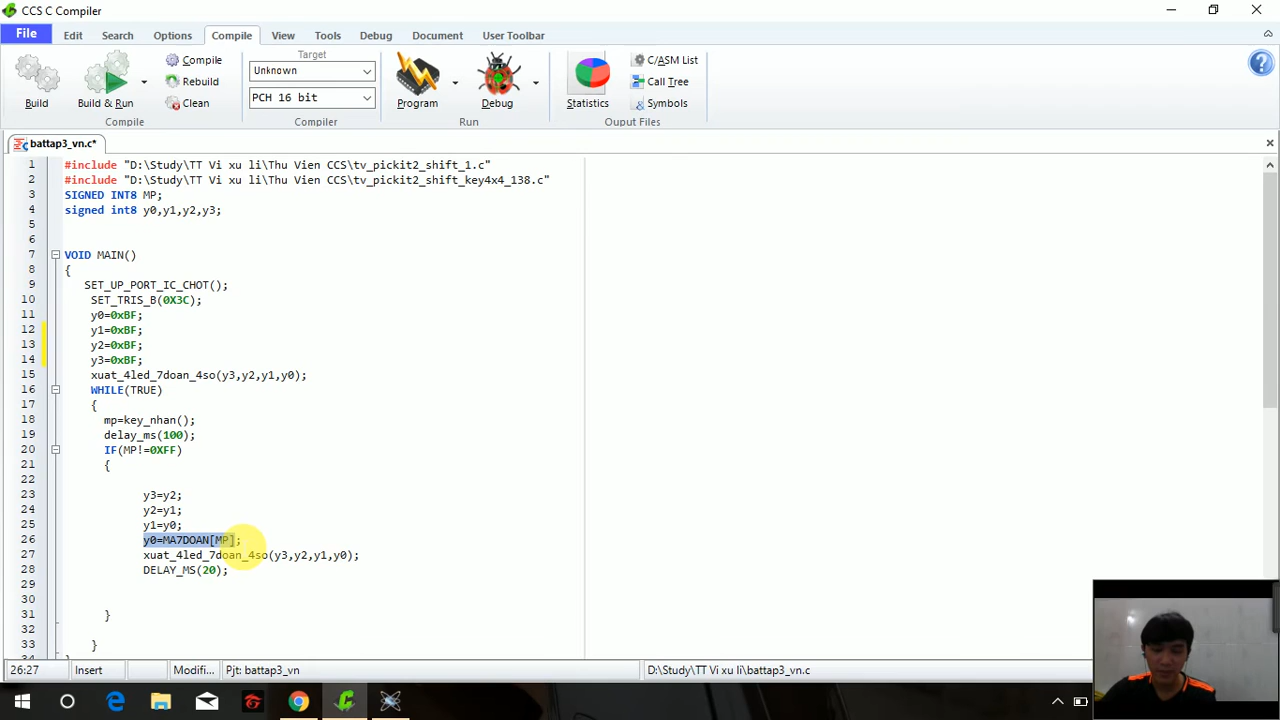 CCS C Compiler
File Edit Search Options Compile View Tools Debug Document User Toolbar
Build
Build & Run
Compile
Rebuild
Clean
Compile
Target
Unknown
PCH 16 bit
Compiler
Program
Debug
Run
Statistics
C/ASM List
Call Tree
Symbols
Ouput Files
battap3_vn.c*
1 #include "D:\Study\TT Vi xu li\Thu Vien CCS\tv_pickit2_shift_1.c"
2 #include "D:\Study\TT Vi xu li\Thu Vien CCS\tv_pickit2_shift_key4x4_138.c"
3 SIGNED INT8 MP;
4 signed int8 y0,y1,y2,y3;
5
6
7 VOID MAIN()
8 {
9 SET_UP_PORT_IC_CHOT();
10 SET_TRIS_B(0X3C);
11 y0=0xBF;
12 y1=0xBF;
13 y2=0xBF;
14 y3=0xBF;
15 xuat_4led_7doan_4so(y3,y2,y1,y0);
16 WHILE(TRUE)
17 {
18 mp=key_nhan();
19 delay_ms(100);
20 IF(MP!=0XFF)
21 {
22
23 y3=y2;
24 y2=y1;
25 y1=y0;
26 y0=MA7DOAN[MP];
27 xuat_4led_7doan_4so(y3,y2,y1,y0);
28 DELAY_MS(20);
29
30
31 }
32
33 }
34 }
26:27 Insert Modifi... Pjt: battap3_vn D:\Study\TT Vi xu li\battap3_vn.c